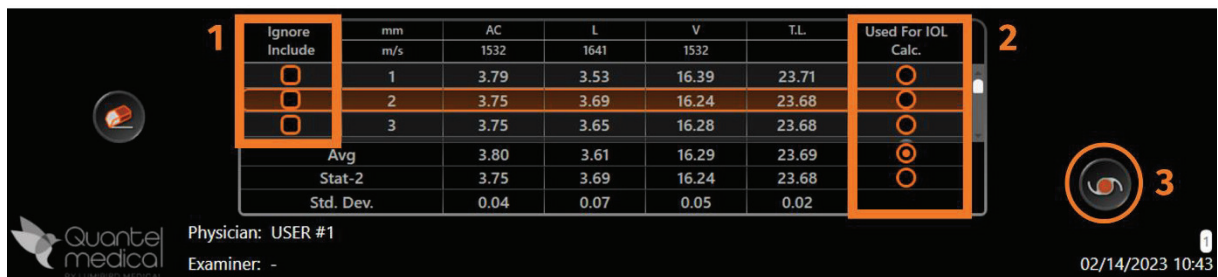 1
Ignore Include mm AC L V T.L. Used For IOL Calc.
m/s 1532 1641 1532
1 3.79 3.53 16.39 23.71
2 3.75 3.69 16.24 23.68
3 3.75 3.65 16.28 23.68
Avg 3.80 3.61 16.29 23.69
Stat-2 3.75 3.69 16.24 23.68
Std. Dev. 0.04 0.07 0.05 0.02
2
3
Quantel
medical
BY LUMIBIRD MEDICAL
Physician: USER #1
Examiner: -
1
02/14/2023 10:43